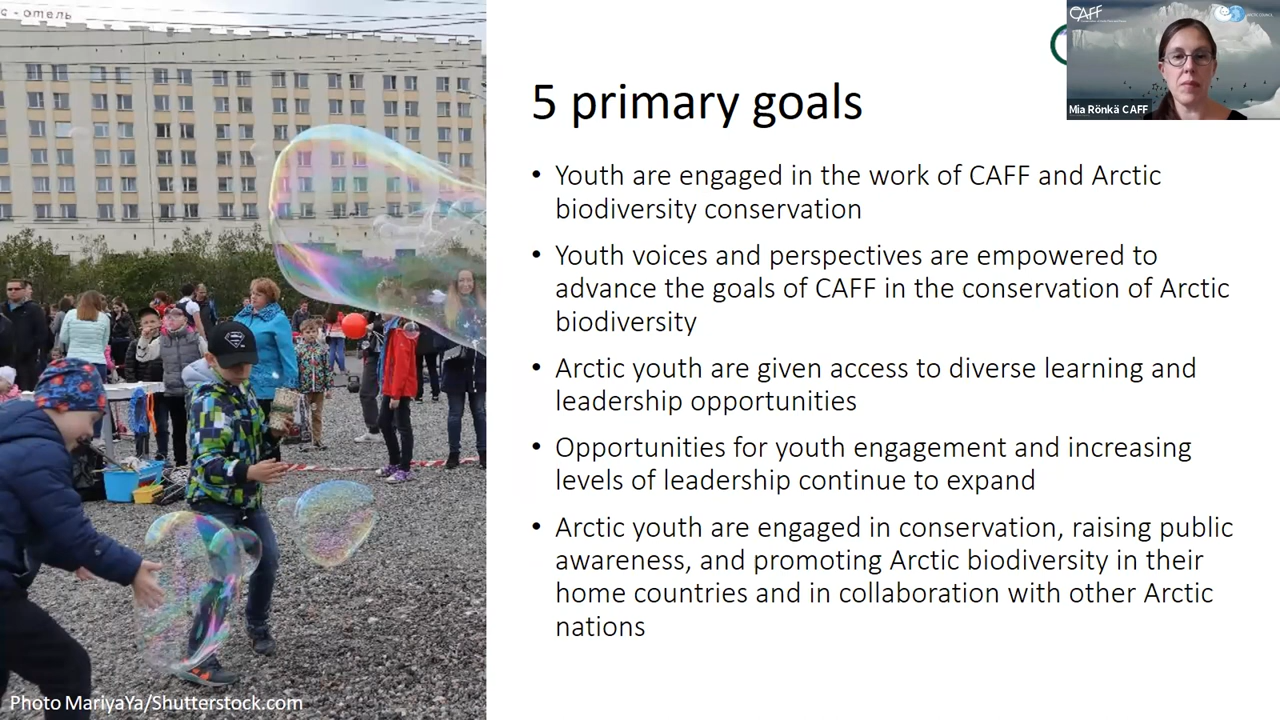 с-отель
CAFF
5 primary goals
Mia Rönkä CAFF
• Youth are engaged in the work of CAFF and Arctic
biodiversity conservation
• Youth voices and perspectives are empowered to
advance the goals of CAFF in the conservation of Arctic
biodiversity
• Arctic youth are given access to diverse learning and
leadership opportunities
• Opportunities for youth engagement and increasing
levels of leadership continue to expand
• Arctic youth are engaged in conservation, raising public
awareness, and promoting Arctic biodiversity in their
home countries and in collaboration with other Arctic
nations
Photo MariyaYa/Shutterstock.com